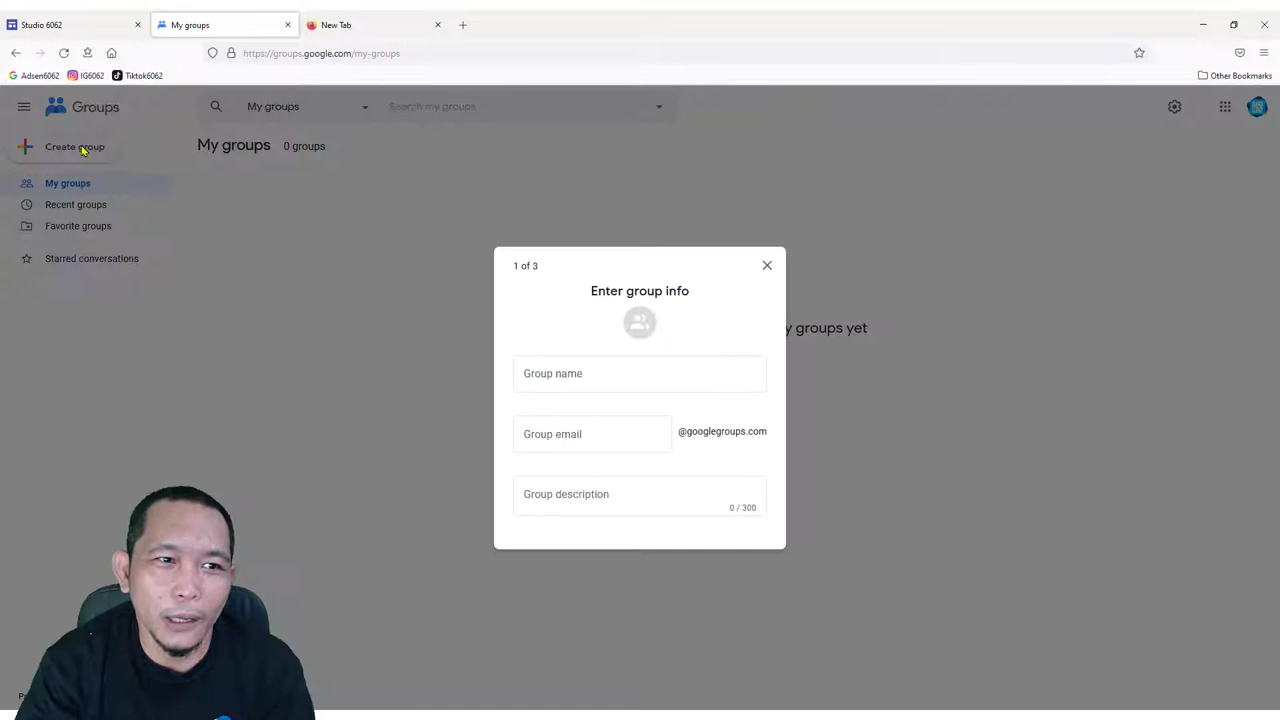 Studio 6062
My groups
New Tab
https://groups.google.com/my-groups
Adsen6062
IG6062
Tiktok6062
Other Bookmarks
Groups
My groups
Search my groups
Create group
My groups
0 groups
My groups
Recent groups
Favorite groups
Starred conversations
1 of 3
Enter group info
y groups yet
Group name
Group email
@googlegroups.com
Group description
0 / 300